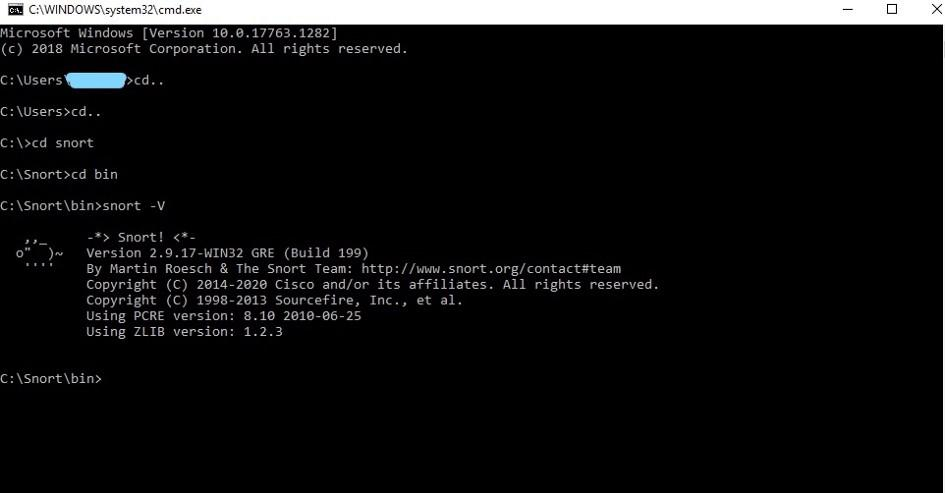 C:\WINDOWS\system32\cmd.exe
Microsoft Windows [Version 10.0.17763.1282]
(c) 2018 Microsoft Corporation. All rights reserved.
C:\Users\ >cd..
C:\Users>cd..
C:\>cd snort
C:\Snort>cd bin
C:\Snort\bin>snort -V
   ,,_     -*> Snort! <*-
  o"  )~   Version 2.9.17-WIN32 GRE (Build 199)
   ''''    By Martin Roesch & The Snort Team: http://www.snort.org/contact#team
           Copyright (C) 2014-2020 Cisco and/or its affiliates. All rights reserved.
           Copyright (C) 1998-2013 Sourcefire, Inc., et al.
           Using PCRE version: 8.10 2010-06-25
           Using ZLIB version: 1.2.3
C:\Snort\bin>